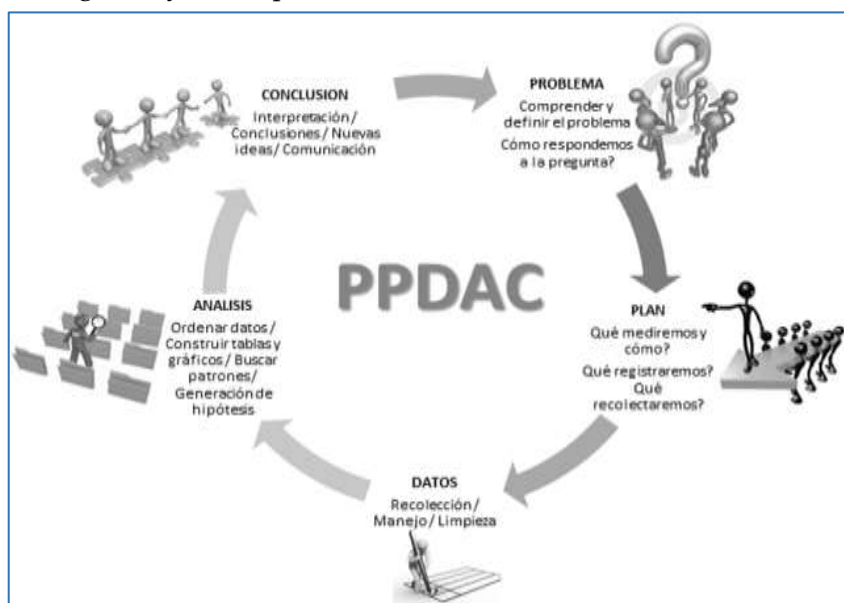 PROBLEMA
Comprender y
definir el problema
Cómo respondemos
a la pregunta?
PLAN
Qué mediremos y
cómo?
Qué registraremos?
Qué
recolectaremos?
DATOS
Recolección /
Manejo / Limpieza
ANALISIS
Ordenar datos /
Construir tablas y
gráficos / Buscar
patrones /
Generación de
hipótesis
CONCLUSION
Interpretación /
Conclusiones / Nuevas
ideas / Comunicación
PPDAC